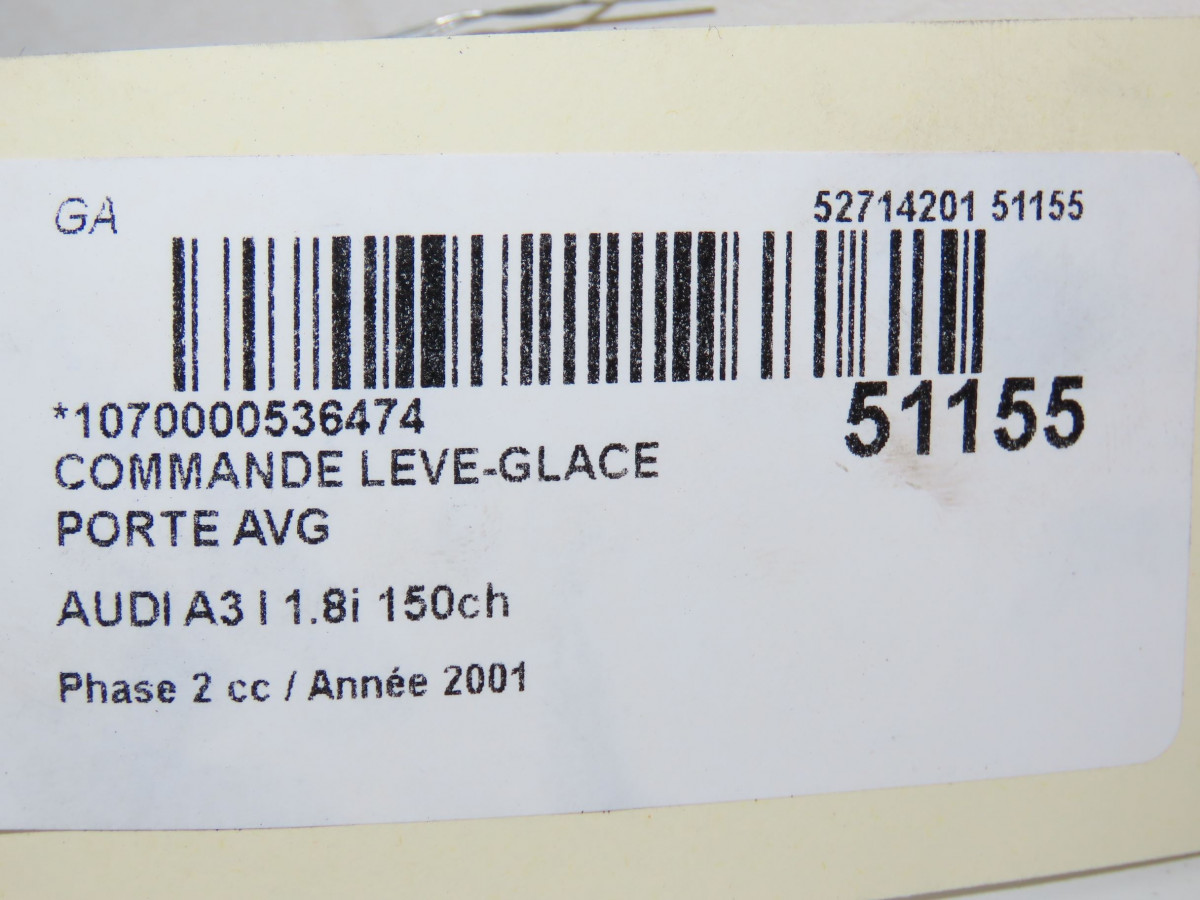 GA
52714201 51155
*1070000536474
51155
COMMANDE LEVE-GLACE
PORTE AVG
AUDI A3 I 1.8i 150ch
Phase 2 cc / Année 2001